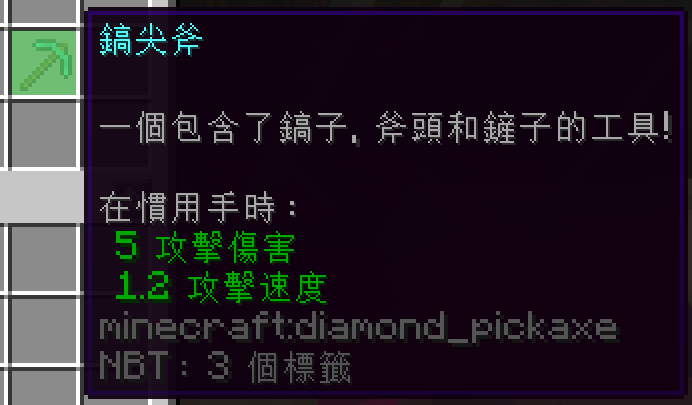 鎬尖斧
一個包含了鎬子, 斧頭和鏟子的工具!
在慣用手時：
5 攻擊傷害
1.2 攻擊速度
minecraft:diamond_pickaxe
NBT：3 個標籤